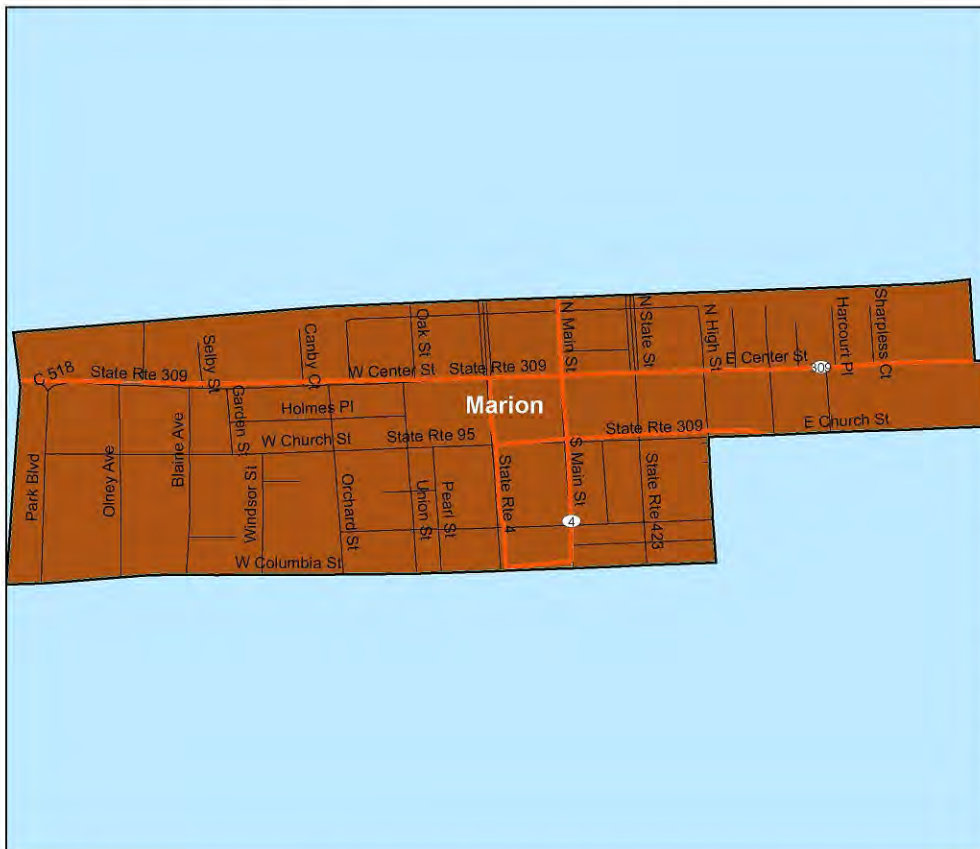 N Main St
N State St
N High St
Harcourt Pl
Sharpless Ct
Oak St
Canby Ct
Selby St
E Center St
309
C 518
State Rte 309
W Center St
State Rte 309
Marion
Holmes Pl
Garden St
W Church St
State Rte 95
State Rte 309
E Church St
Park Blvd
Olney Ave
Blaine Ave
Windsor St
Orchard St
Union St
Pearl St
State Rte 4
S Main St
4
State Rte 423
W Columbia St